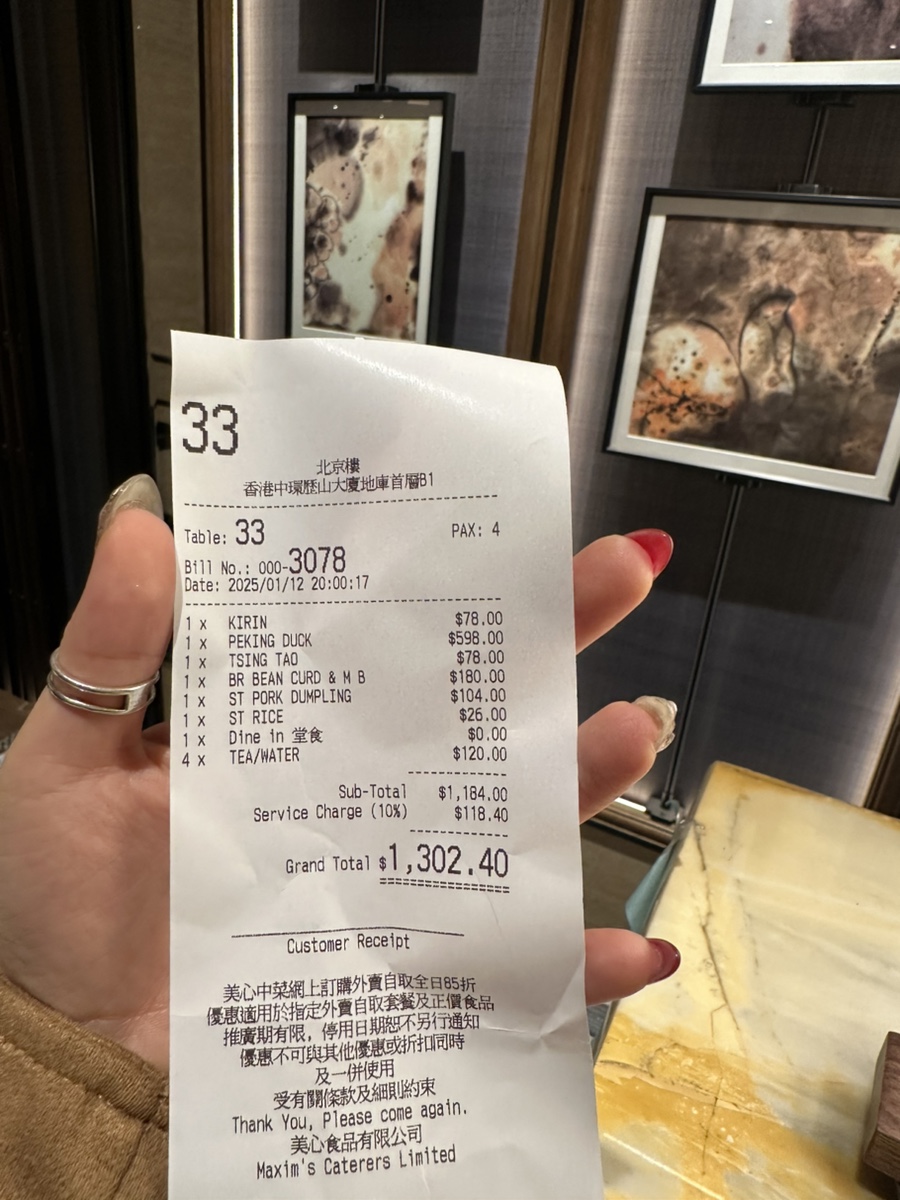 33
北京樓
香港中環歷山大廈地庫首層B1
Table: 33 PAX: 4
Bill No.: 000-3078
Date: 2025/01/12 20:00:17
1 x KIRIN $78.00
1 x PEKING DUCK $598.00
1 x TSING TAO $78.00
1 x BR BEAN CURD & M B $180.00
1 x ST PORK DUMPLING $104.00
1 x ST RICE $26.00
1 x Dine in 堂食 $0.00
4 x TEA/WATER $120.00
Sub-Total $1,184.00
Service Charge (10%) $118.40
Grand Total $1,302.40
Customer Receipt
美心中菜網上訂購外賣自取全日85折
優惠適用於指定外賣自取套餐及正價食品
推廣期有限，停用日期恕不另行通知
優惠不可與其他優惠或折扣同時
及一併使用
受有關條款及細則約束
Thank You, Please come again.
美心食品有限公司
Maxim's Caterers Limited